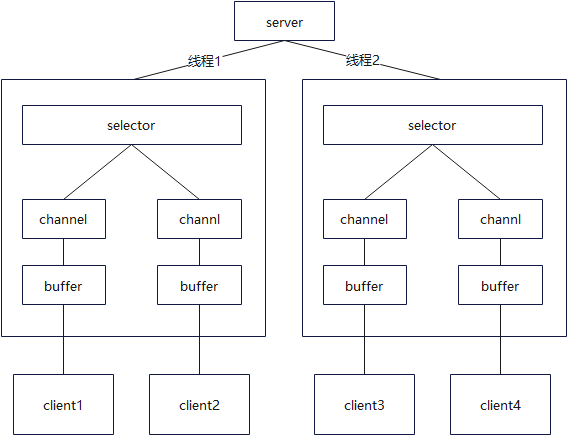 server
线程1
线程2
selector
selector
channel
channl
channel
channl
buffer
buffer
buffer
buffer
client1
client2
client3
client4